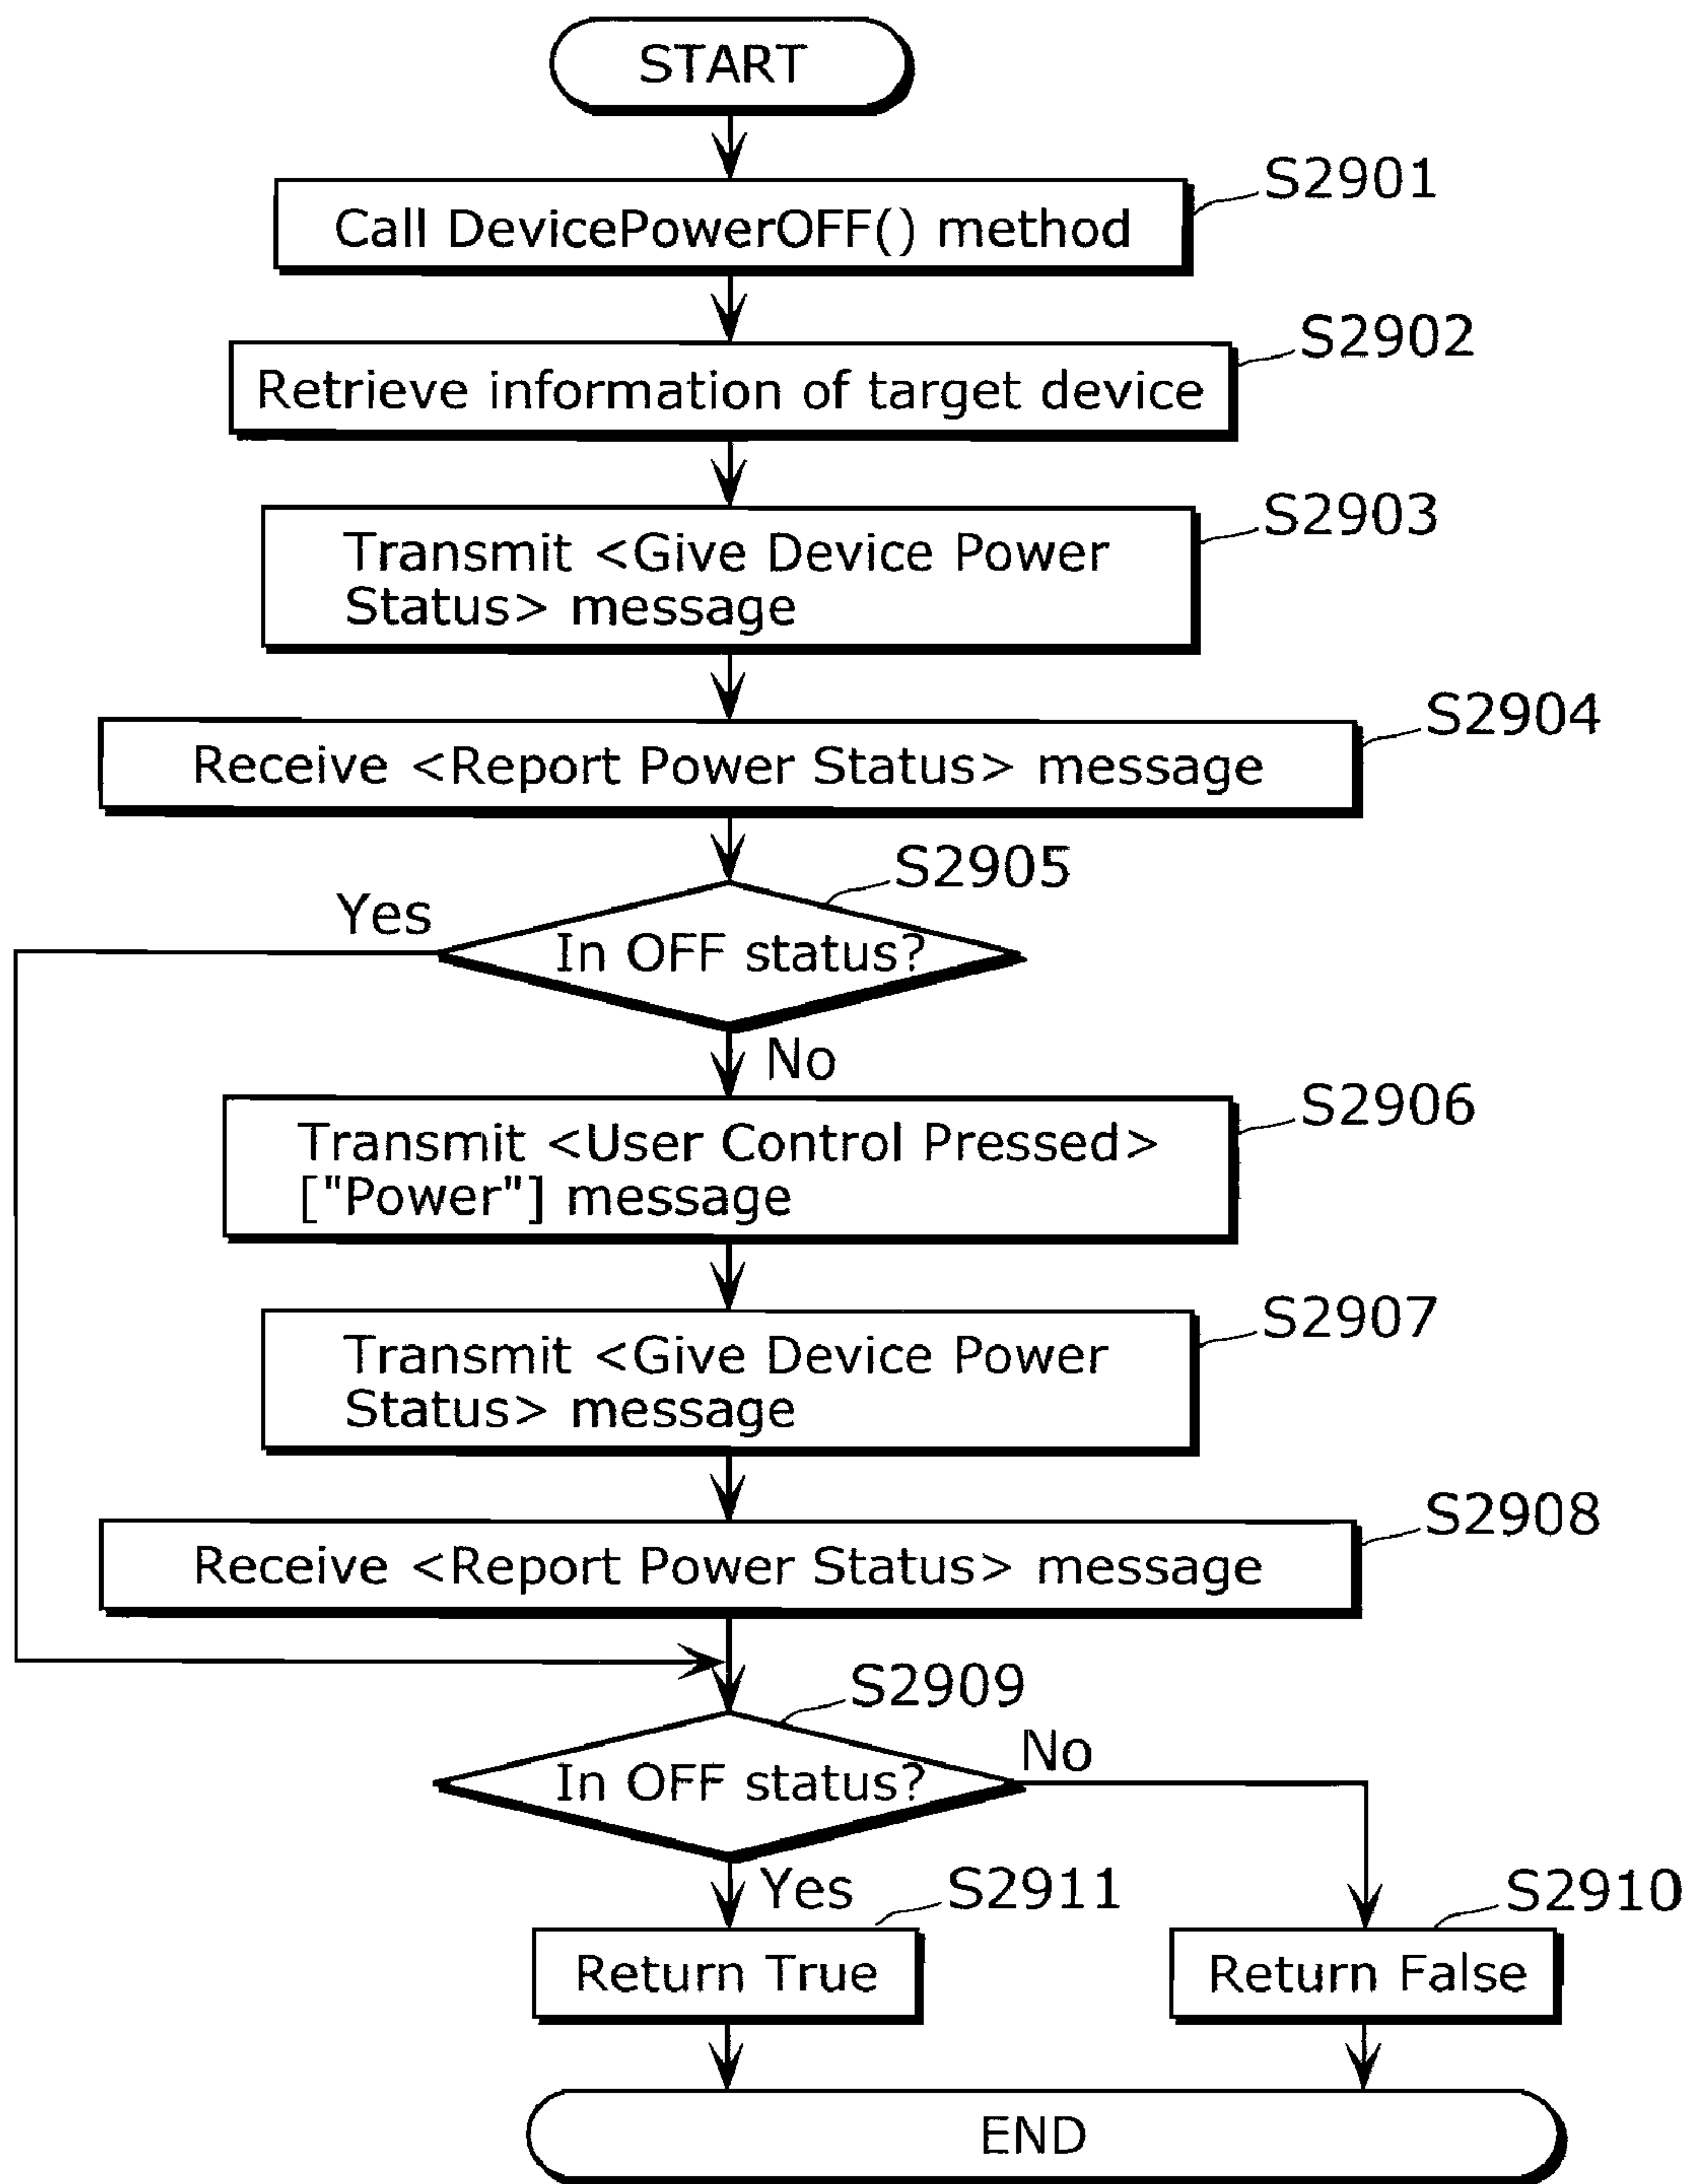 START
S2901
Call DevicePowerOFF() method
S2902
Retrieve information of target device
S2903
Transmit <Give Device Power
Status> message
S2904
Receive <Report Power Status> message
S2905
Yes
In OFF status?
No
S2906
Transmit <User Control Pressed>
["Power"] message
S2907
Transmit <Give Device Power
Status> message
S2908
Receive <Report Power Status> message
S2909
No
In OFF status?
Yes
S2911
S2910
Return True
Return False
END